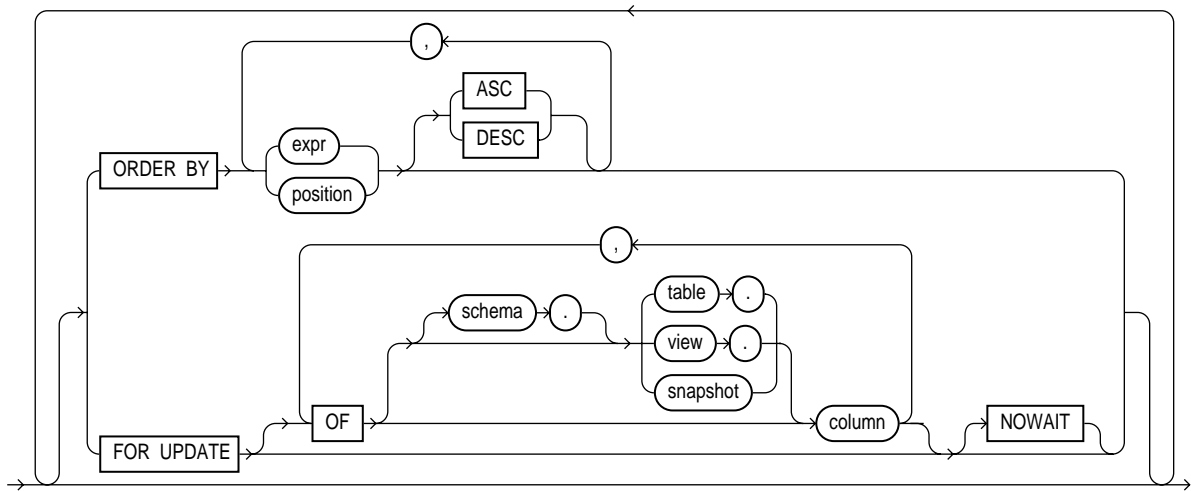 ,
ASC
expr
DESC
ORDER BY
position
,
schema . table .
view .
snapshot
OF column NOWAIT
FOR UPDATE